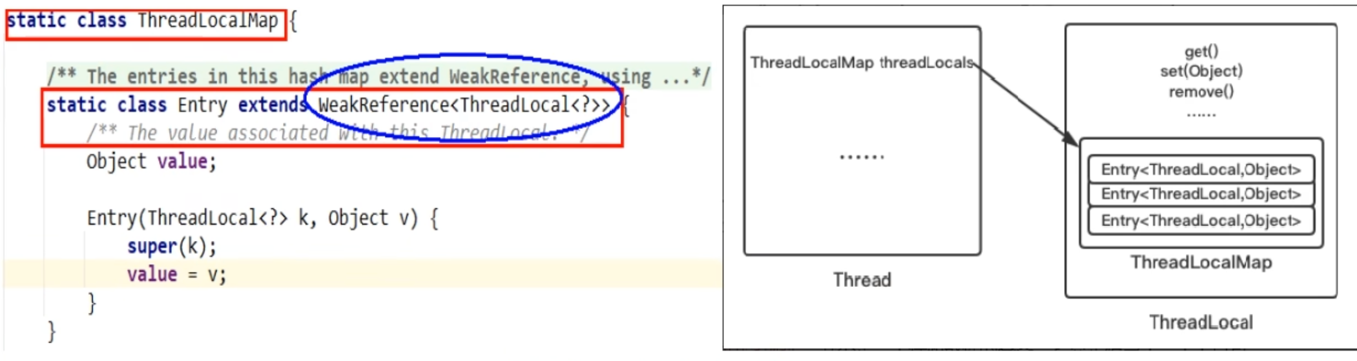 static class ThreadLocalMap {
/** The entries in this hash map extend WeakReference, using ...*/
static class Entry extends WeakReference<ThreadLocal<?>> {
/** The value associated with this ThreadLocal. */
Object value;
Entry(ThreadLocal<?> k, Object v) {
super(k);
value = v;
}
}
ThreadLocalMap threadLocals
......
Thread
get()
set(Object)
remove()
......
Entry<ThreadLocal,Object>
Entry<ThreadLocal,Object>
Entry<ThreadLocal,Object>
ThreadLocalMap
ThreadLocal